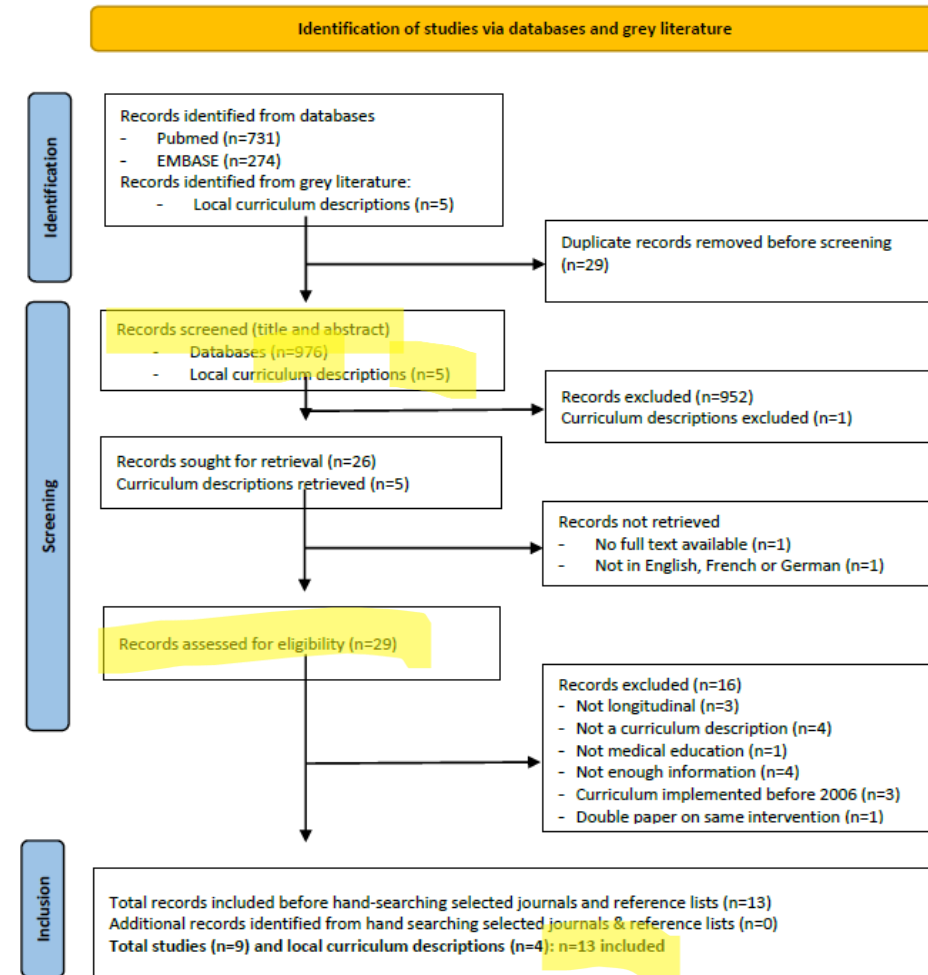 Identification of studies via databases and grey literature
Identification
Records identified from databases
- Pubmed (n=731)
- EMBASE (n=274)
Records identified from grey literature:
- Local curriculum descriptions (n=5)
Duplicate records removed before screening
(n=29)
Screening
Records screened (title and abstract)
- Databases (n=976)
- Local curriculum descriptions (n=5)
Records excluded (n=952)
Curriculum descriptions excluded (n=1)
Records sought for retrieval (n=26)
Curriculum descriptions retrieved (n=5)
Records not retrieved
- No full text available (n=1)
- Not in English, French or German (n=1)
Records assessed for eligibility (n=29)
Records excluded (n=16)
- Not longitudinal (n=3)
- Not a curriculum description (n=4)
- Not medical education (n=1)
- Not enough information (n=4)
- Curriculum implemented before 2006 (n=3)
- Double paper on same intervention (n=1)
Inclusion
Total records included before hand-searching selected journals and reference lists (n=13)
Additional records identified from hand searching selected journals & reference lists (n=0)
Total studies (n=9) and local curriculum descriptions (n=4): n=13 included